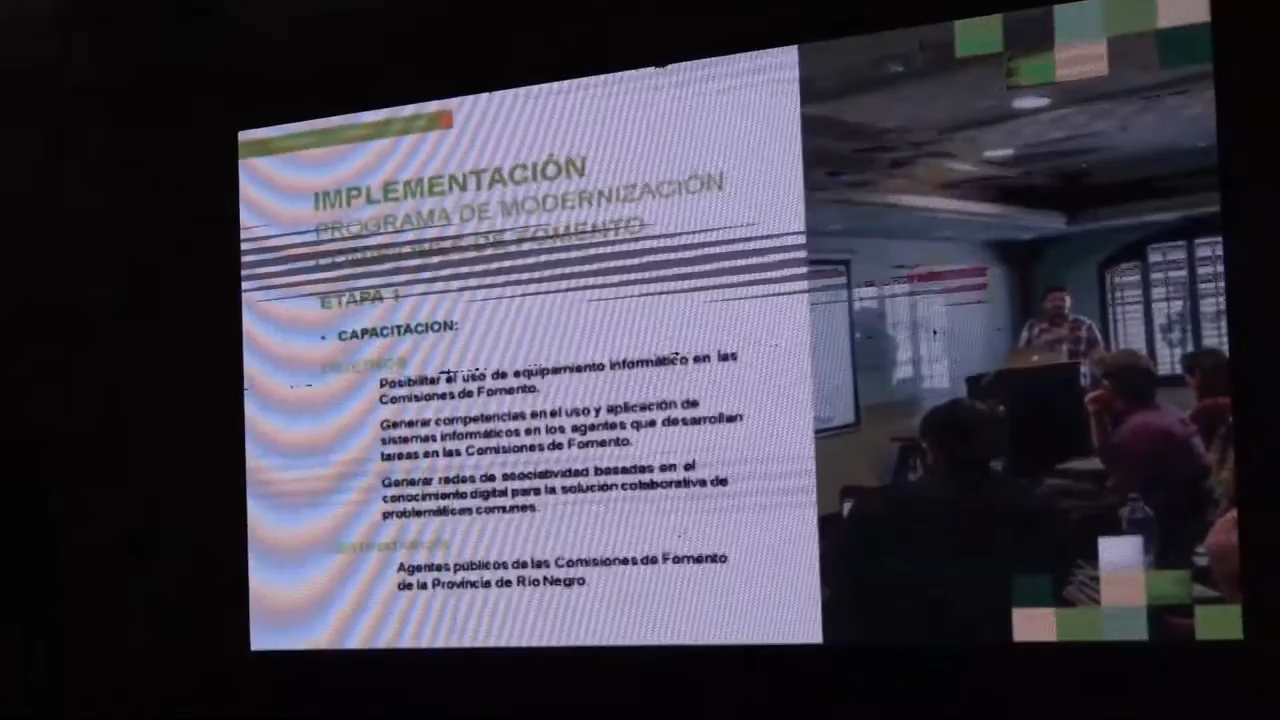 IMPLEMENTACIÓN
PROGRAMA DE MODERNIZACIÓN
DE FOMENTO
ETAPA 1
• CAPACITACION:
Posibilitar el uso de equipamiento informático en las
Comisiones de Fomento.
Generar competencias en el uso y aplicación de
sistemas informáticos en los agentes que desarrollan
tareas en las Comisiones de Fomento.
Generar redes de asociatividad basadas en el
conocimiento digital para la solución colaborativa de
problemáticas comunes.
Agentes públicos de las Comisiones de Fomento
de la Provincia de Río Negro